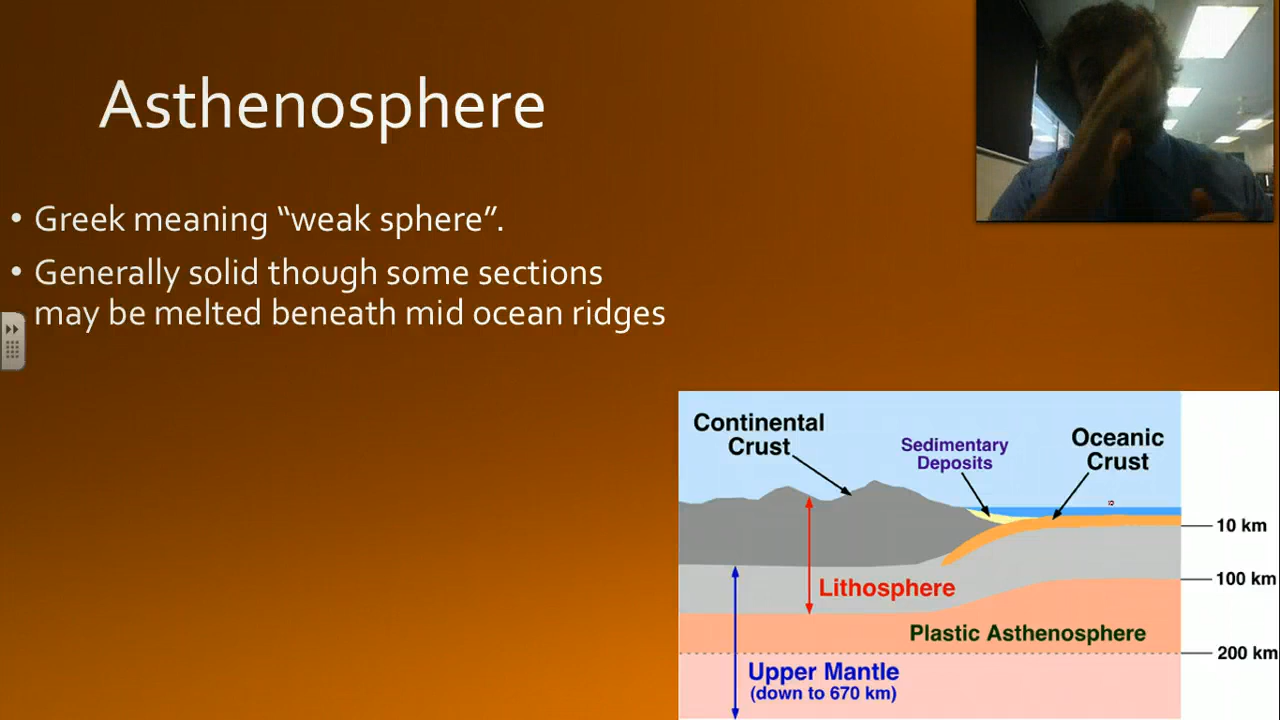 Asthenosphere
• Greek meaning “weak sphere”.
• Generally solid though some sections
may be melted beneath mid ocean ridges
Continental
Crust
Sedimentary
Deposits
Oceanic
Crust
10 km
100 km
Lithosphere
Plastic Asthenosphere
200 km
Upper Mantle
(down to 670 km)